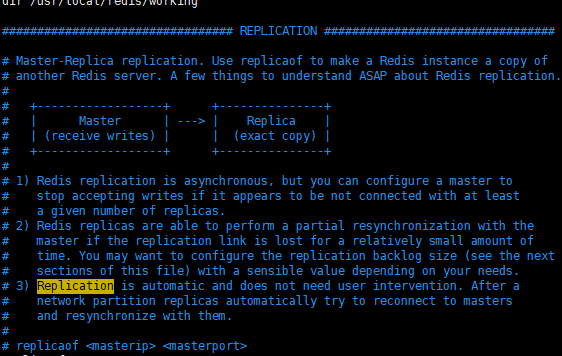 dir /usr/local/redis/working
################################# REPLICATION #################################
# Master-Replica replication. Use replicaof to make a Redis instance a copy of
# another Redis server. A few things to understand ASAP about Redis replication.
#
#   +------------------+      +---------------+
#   |      Master      | ---> |    Replica    |
#   | (receive writes) |      |  (exact copy) |
#   +------------------+      +---------------+
#
# 1) Redis replication is asynchronous, but you can configure a master to
#    stop accepting writes if it appears to be not connected with at least
#    a given number of replicas.
# 2) Redis replicas are able to perform a partial resynchronization with the
#    master if the replication link is lost for a relatively small amount of
#    time. You may want to configure the replication backlog size (see the next
#    sections of this file) with a sensible value depending on your needs.
# 3) Replication is automatic and does not need user intervention. After a
#    network partition replicas automatically try to reconnect to masters
#    and resynchronize with them.
#
# replicaof <masterip> <masterport>